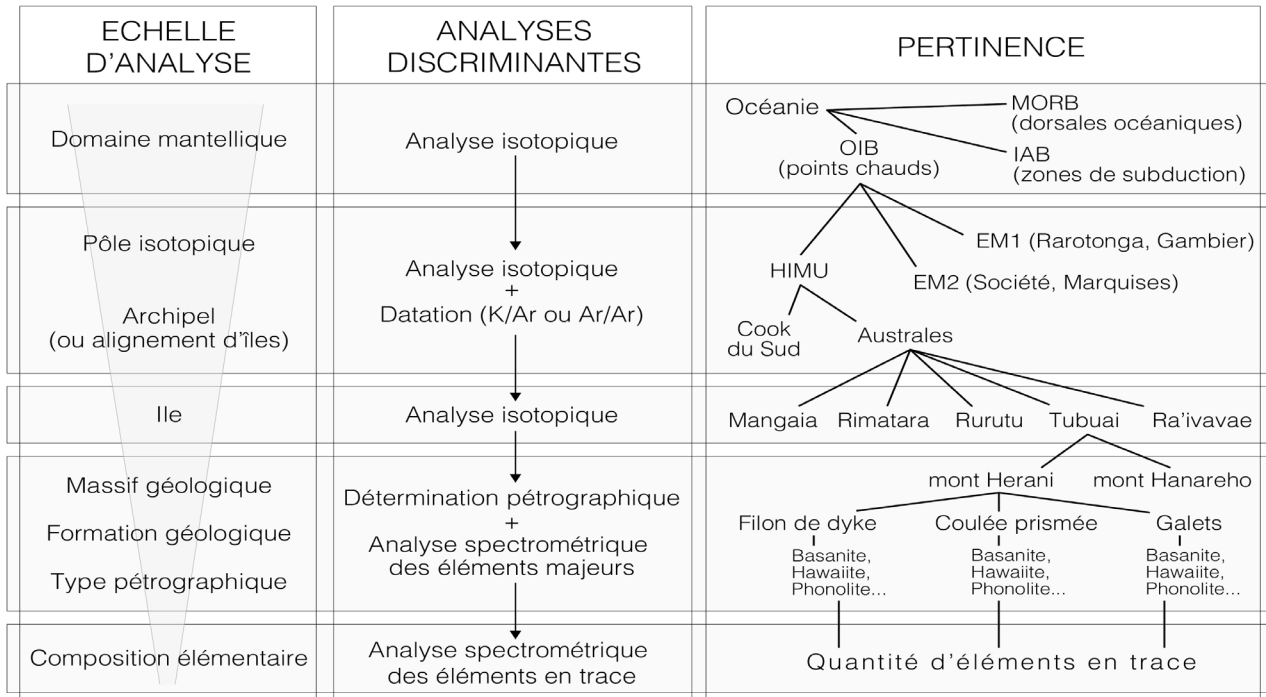 ECHELLE
D'ANALYSE
ANALYSES
DISCRIMINANTES
PERTINENCE
Domaine mantellique
Analyse isotopique
Océanie
MORB
(dorsales océaniques)
OIB
(points chauds)
IAB
(zones de subduction)
Pôle isotopique
Archipel
(ou alignement d'îles)
Analyse isotopique
+
Datation (K/Ar ou Ar/Ar)
EM1 (Rarotonga, Gambier)
HIMU
EM2 (Société, Marquises)
Cook
du Sud
Australes
Ile
Analyse isotopique
Mangaia
Rimatara
Rurutu
Tubuai
Ra'ivavae
Massif géologique
Formation géologique
Type pétrographique
Détermination pétrographique
+
Analyse spectrométrique
des éléments majeurs
mont Herani
mont Hanareho
Filon de dyke
Coulée prismée
Galets
Basanite,
Hawaiite,
Phonolite...
Basanite,
Hawaiite,
Phonolite...
Basanite,
Hawaiite,
Phonolite...
Composition élémentaire
Analyse spectrométrique
des éléments en trace
Quantité d'éléments en trace